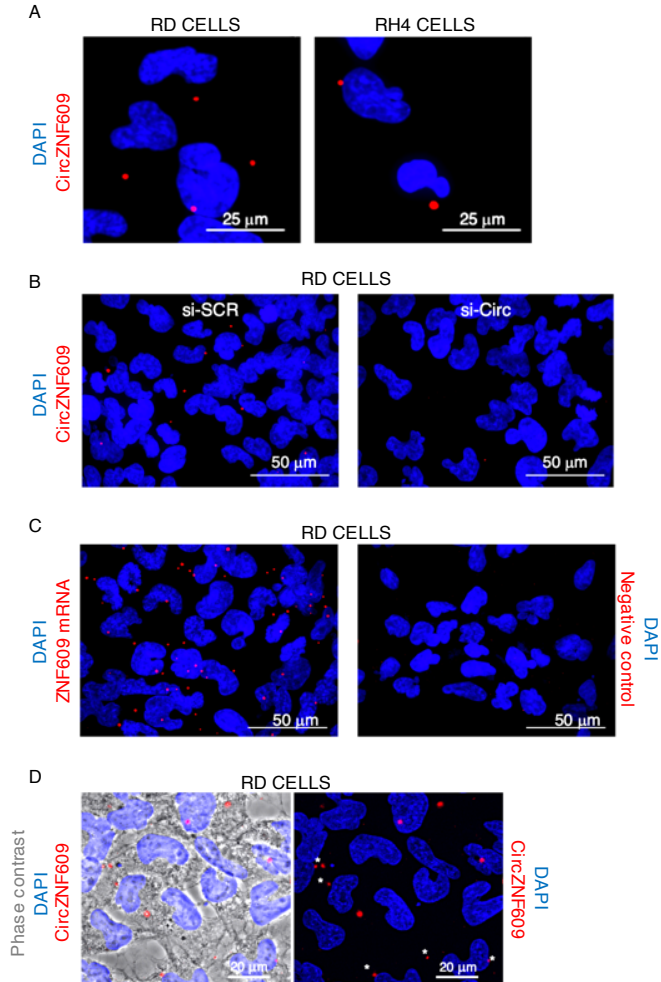 A
RD CELLS
RH4 CELLS
DAPI
CircZNF609
25 μm
25 μm
B
RD CELLS
DAPI
CircZNF609
si-SCR
si-Circ
50 μm
50 μm
C
RD CELLS
DAPI
ZNF609 mRNA
50 μm
50 μm
DAPI
Negative control
D
RD CELLS
Phase contrast
DAPI
CircZNF609
20 μm
20 μm
DAPI
CircZNF609